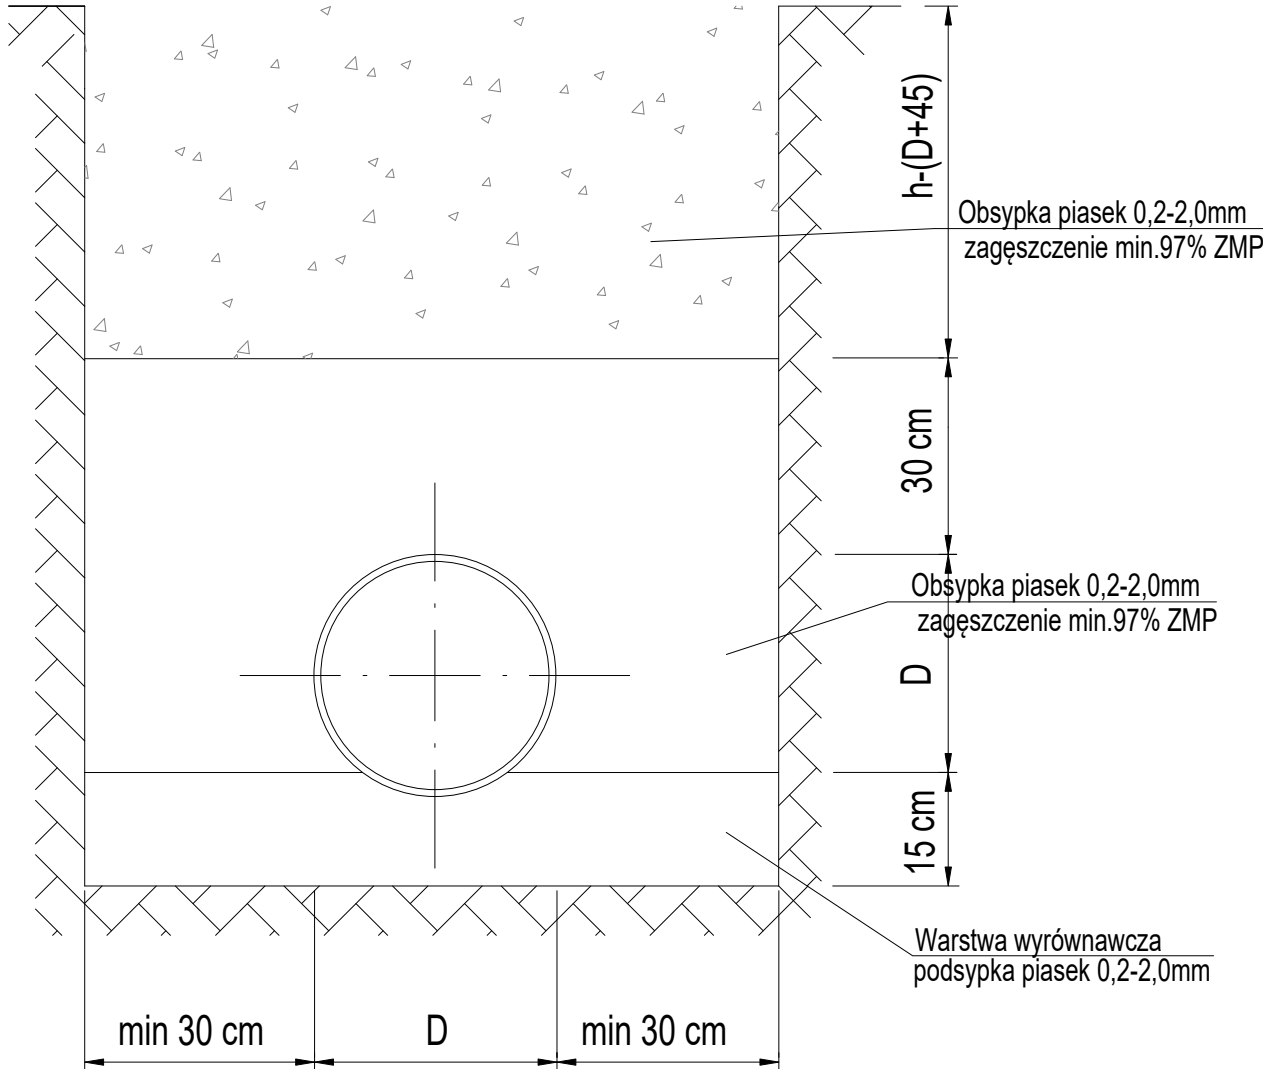 h-(D+45)
Obsypka piasek 0,2-2,0mm
zagęszczenie min.97% ZMP
30 cm
Obsypka piasek 0,2-2,0mm
zagęszczenie min.97% ZMP
D
15 cm
Warstwa wyrównawcza
podsypka piasek 0,2-2,0mm
min 30 cm
D
min 30 cm